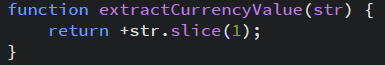 function extractCurrencyValue(str) {
    return +str.slice(1);
}